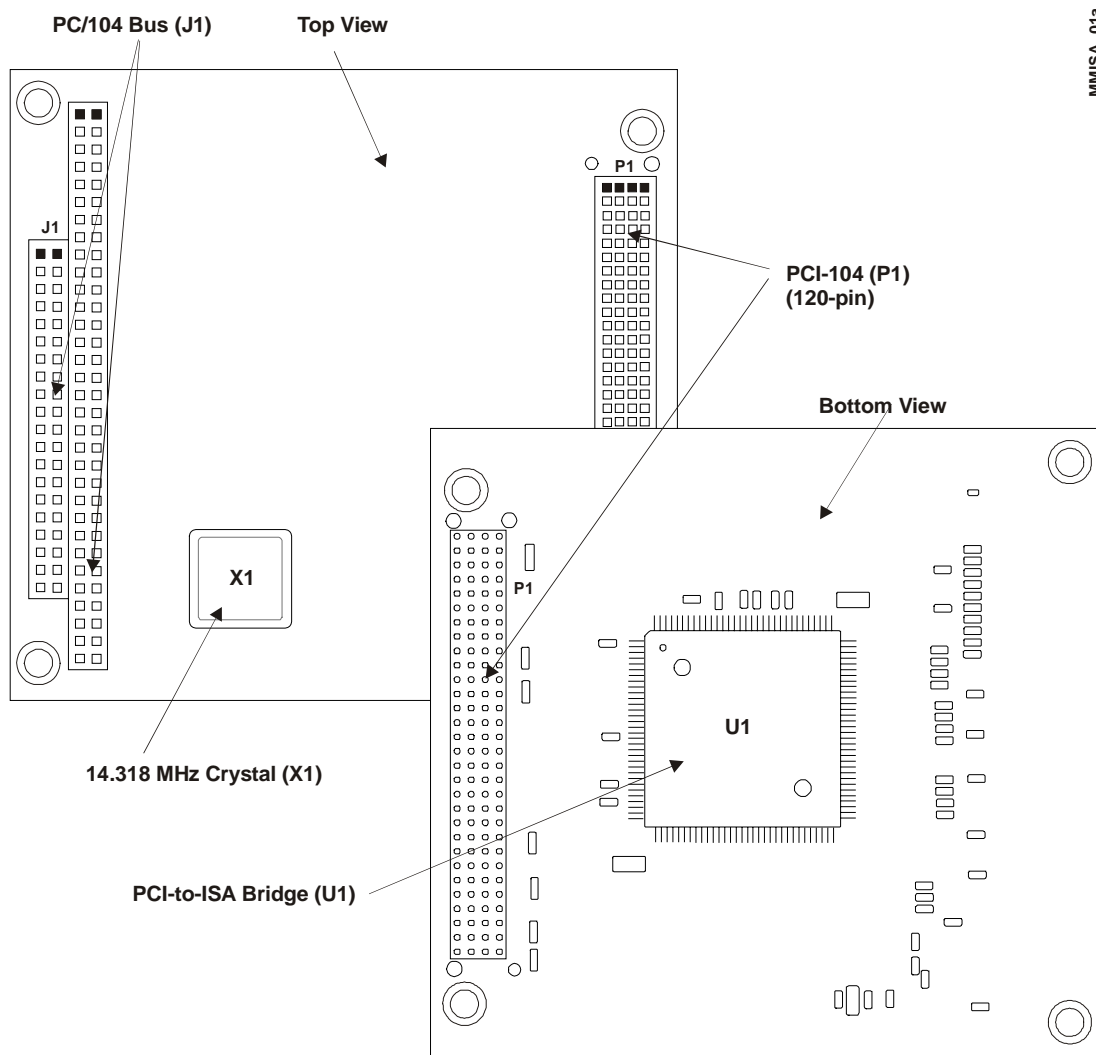 PC/104 Bus (J1)
Top View
MMISA_01a
P1
J1
PCI-104 (P1)
(120-pin)
Bottom View
X1
P1
U1
14.318 MHz Crystal (X1)
PCI-to-ISA Bridge (U1)